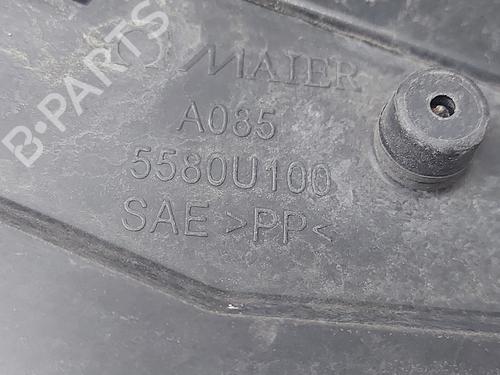 B-PARTS
MAIER
A085
5580U100
SAE >PP<